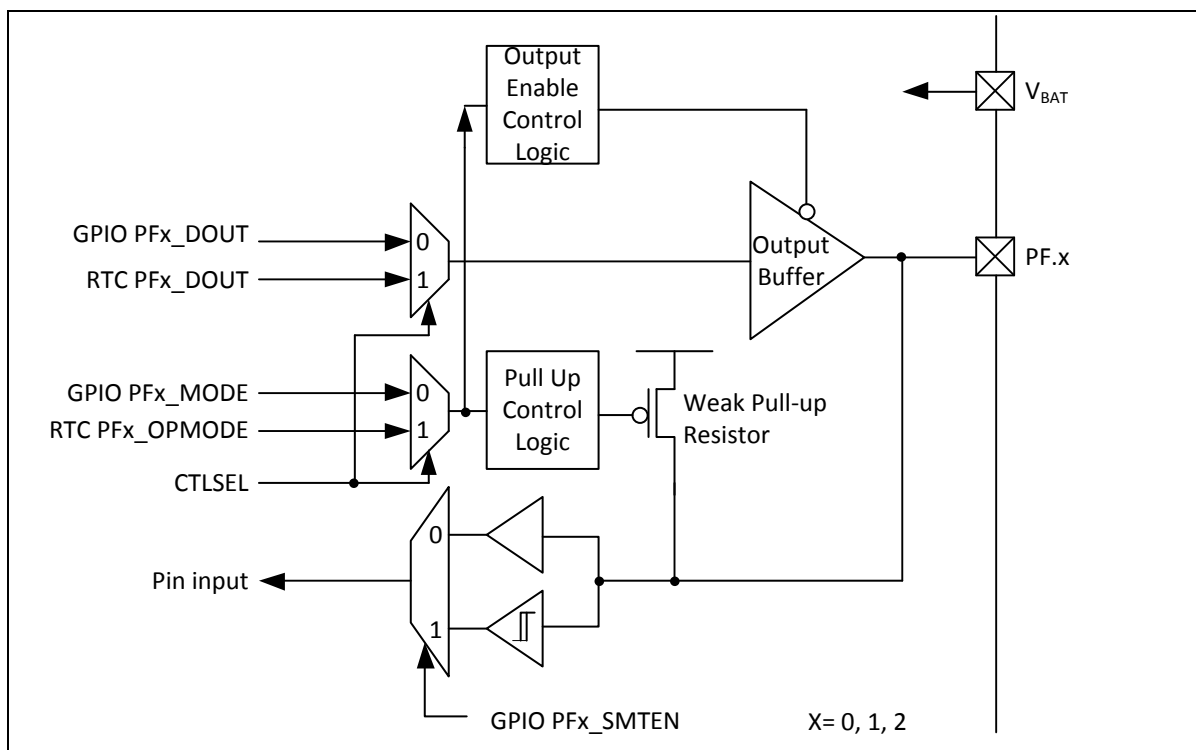 Output
Enable
Control
Logic
VBAT
GPIO PFx_DOUT
0
RTC PFx_DOUT
1
Output
Buffer
PF.x
GPIO PFx_MODE
0
RTC PFx_OPMODE
1
Pull Up
Control
Logic
Weak Pull-up
Resistor
CTLSEL
0
Pin input
1
GPIO PFx_SMTEN
X= 0, 1, 2